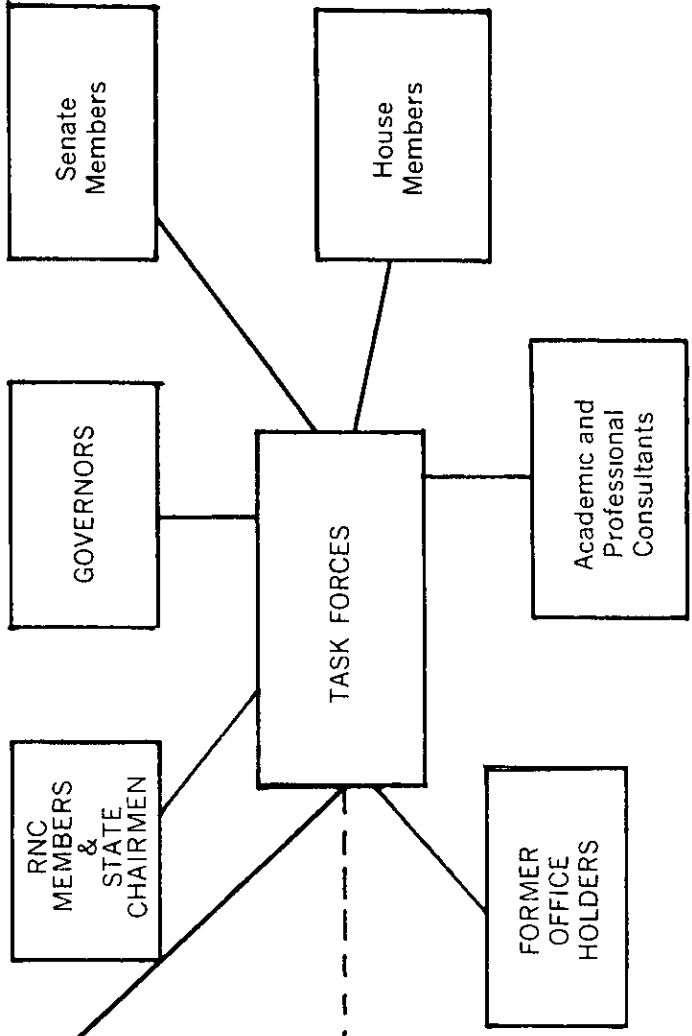 RNC
MEMBERS
&
STATE
CHAIRMEN
GOVERNORS
Senate
Members
House
Members
TASK FORCES
FORMER
OFFICE
HOLDERS
Academic and
Professional
Consultants